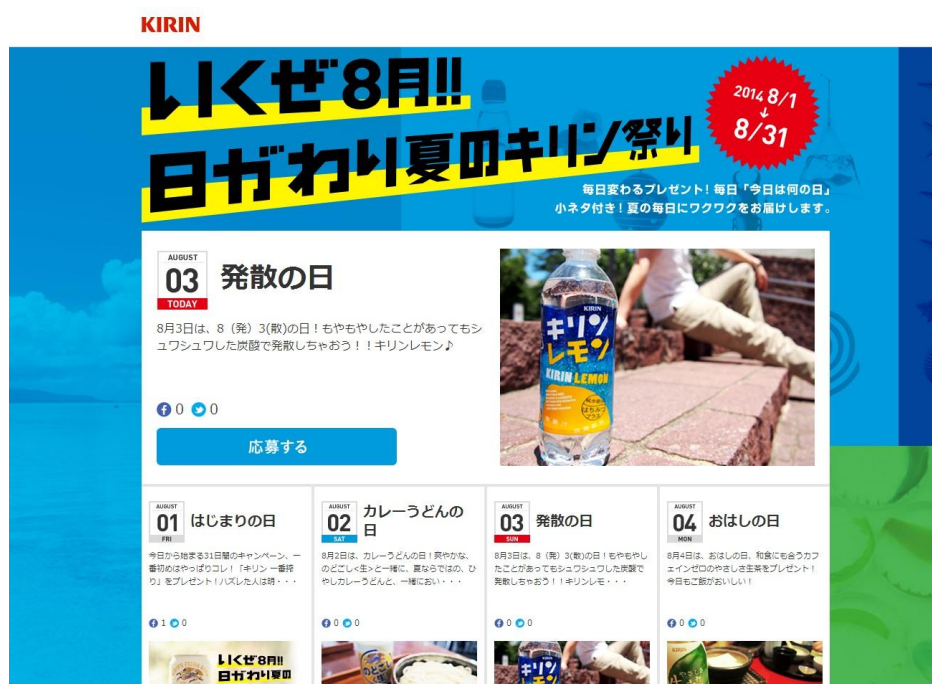 KIRIN
いくぜ8月!!
日がわり夏のキリン祭り
2014 8/1
↓
8/31
毎日変わるプレゼント！毎日「今日は何の日」
小ネタ付き！夏の毎日にワクワクをお届けします。
AUGUST
03
TODAY
発散の日
8月3日は、8（発）3(散)の日！もやもやしたことがあってもシ
ュワシュワした炭酸で発散しちゃおう！！キリンレモン♪
0 0
応募する
KIRIN
キリン
レモン
KIRIN LEMON
はちみつ
プラス
AUGUST
01
FRI
はじまりの日
今日から始まる31日間のキャンペーン、一
番初めはやっぱりコレ！「キリン 一番搾
り」をプレゼント！ハズレた人は明・・・
1 0
いくぜ8月!!
日がわり夏の
AUGUST
02
SAT
カレーうどんの
日
8月2日は、カレーうどんの日！爽やかな、
のどごし<生>と一緒に、夏ならではの、ひ
やしカレーうどんと、一緒におい・・・
0 0
のどごし
AUGUST
03
SUN
発散の日
8月3日は、8（発）3(散)の日！もやもやし
たことがあってもシュワシュワした炭酸で
発散しちゃおう！！キリンレモ・・・
0 0
キリン
AUGUST
04
MON
おはしの日
8月4日は、おはしの日、和食にも合うカフ
ェインゼロのやさしさ生茶をプレゼント！
今日もご飯がおいしい！
0 0
KIRIN